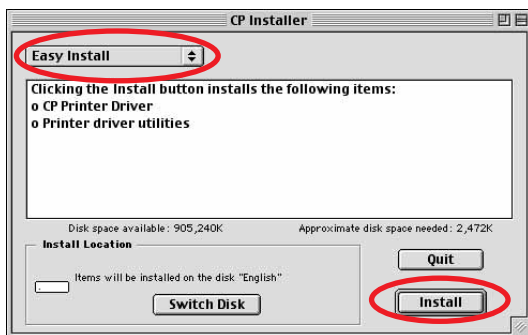 CP Installer
Easy Install
Clicking the Install button installs the following items:
o CP Printer Driver
o Printer driver utilities
Disk space available: 905,240K Approximate disk space needed: 2,472K
Install Location
Items will be installed on the disk "English"
Quit
Switch Disk
Install